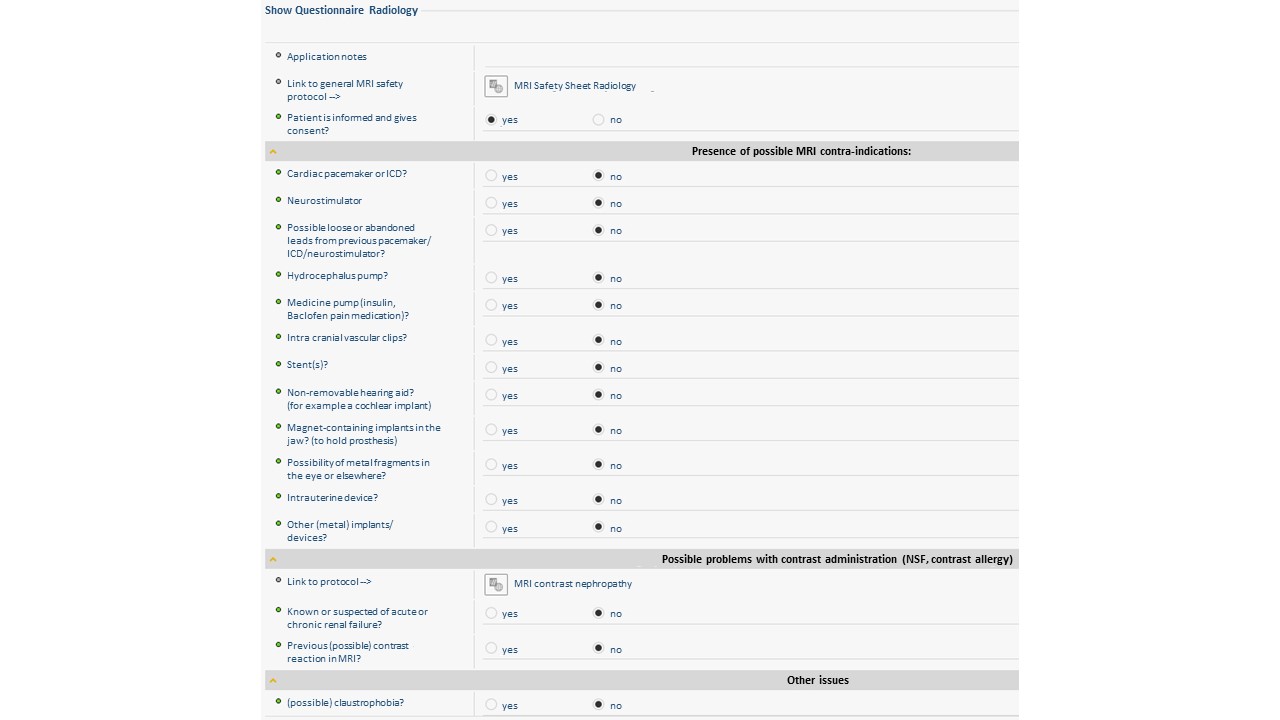 Show Questionnaire Radiology
Application notes
Link to general MRI safety
protocol -->
MRI Safety Sheet Radiology
Patient is informed and gives
consent?
yes no
Presence of possible MRI contra-indications:
Cardiac pacemaker or ICD?
yes no
Neurostimulator
yes no
Possible loose or abandoned
leads from previous pacemaker/
ICD/neurostimulator?
yes no
Hydrocephalus pump?
yes no
Medicine pump (insulin,
Baclofen pain medication)?
yes no
Intra cranial vascular clips?
yes no
Stent(s)?
yes no
Non-removable hearing aid?
(for example a cochlear implant)
yes no
Magnet-containing implants in the
jaw? (to hold prosthesis)
yes no
Possibility of metal fragments in
the eye or elsewhere?
yes no
Intrauterine device?
yes no
Other (metal) implants/
devices?
yes no
Possible problems with contrast administration (NSF, contrast allergy)
Link to protocol -->
MRI contrast nephropathy
Known or suspected of acute or
chronic renal failure?
yes no
Previous (possible) contrast
reaction in MRI?
yes no
Other issues
(possible) claustrophobia?
yes no